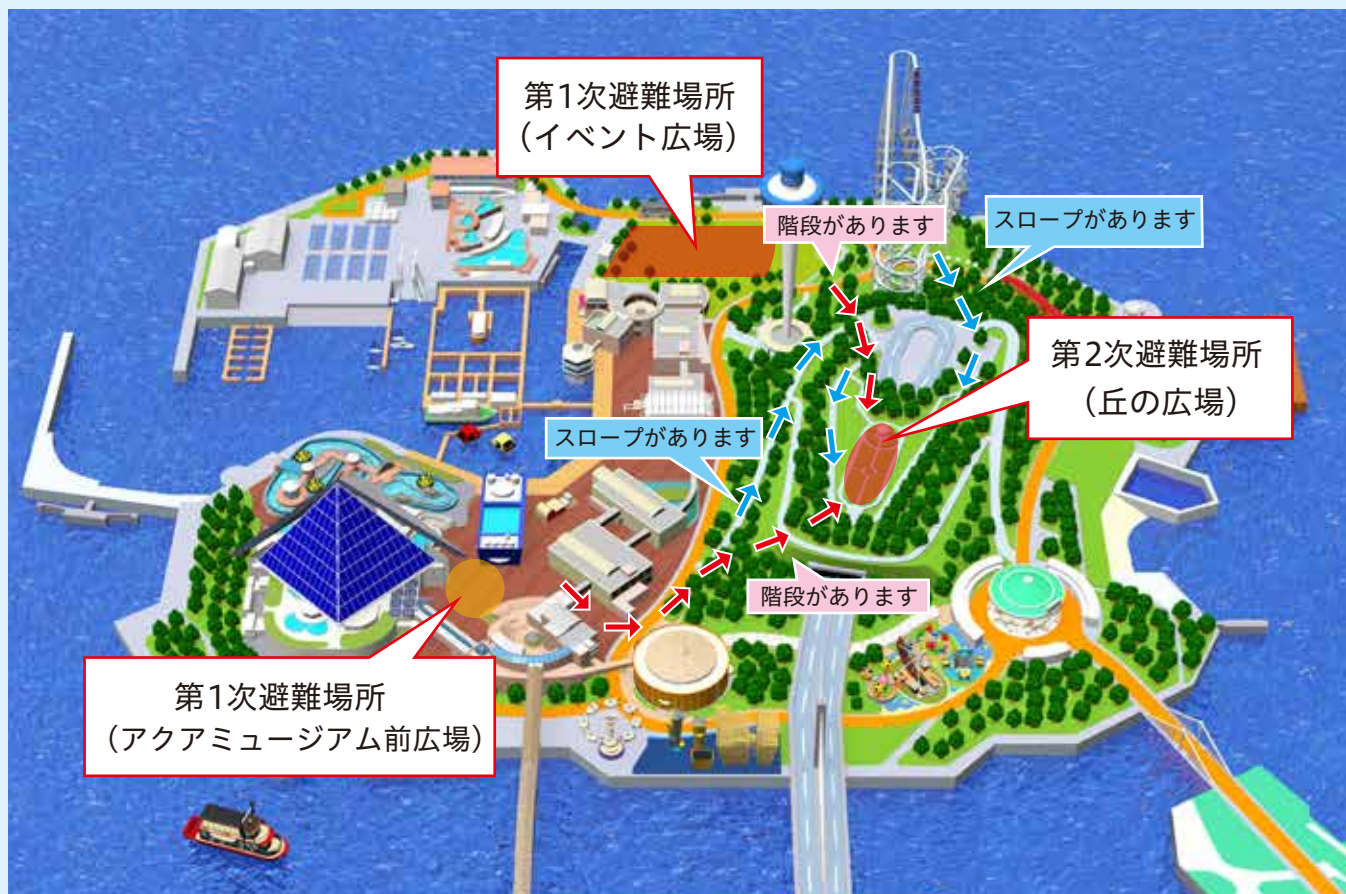 第1次避難場所
（イベント広場）
階段があります
スロープがあります
第2次避難場所
（丘の広場）
スロープがあります
階段があります
第1次避難場所
（アクアミュージアム前広場）